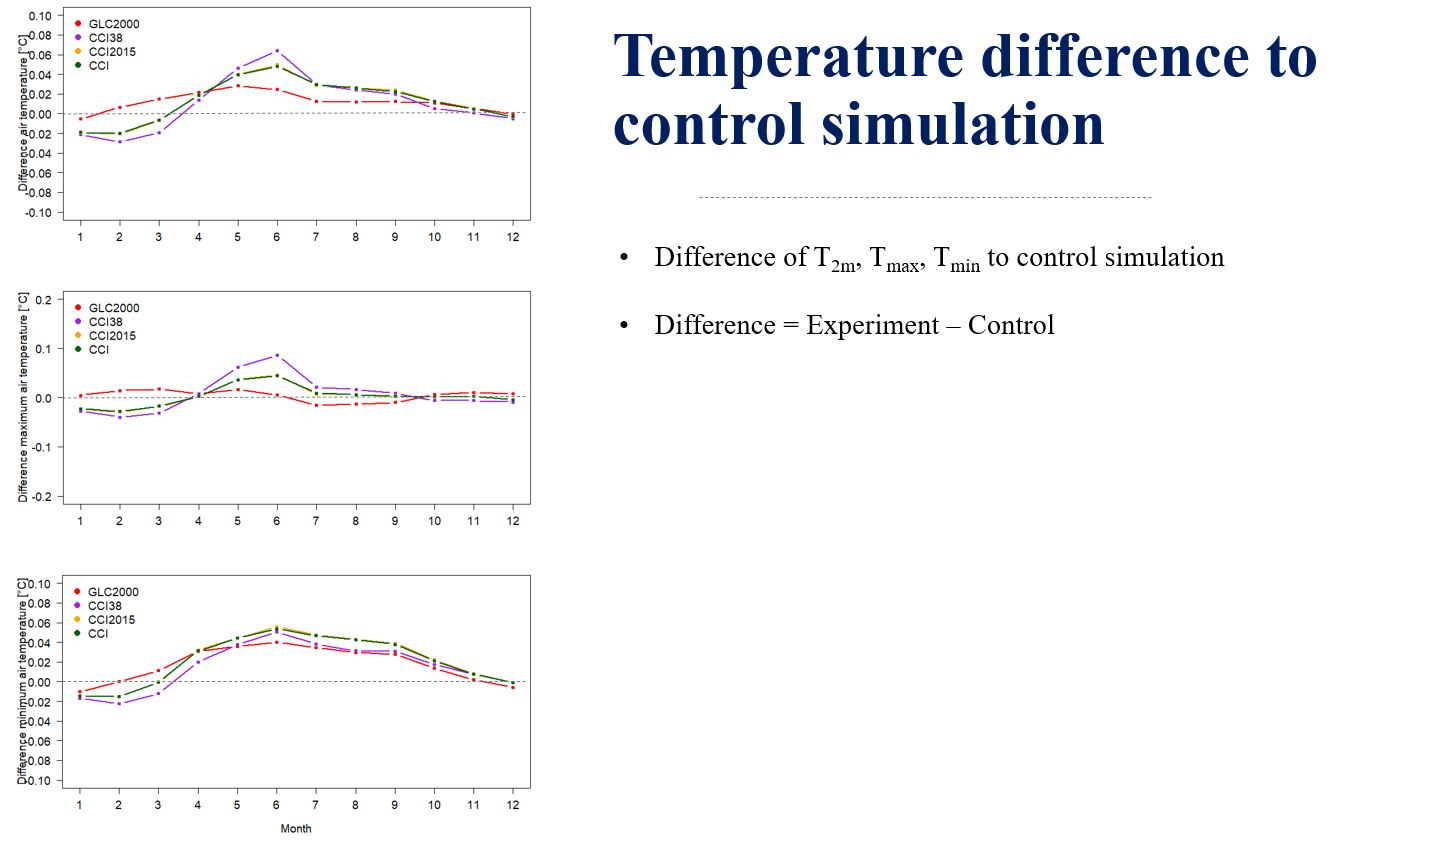 Temperature difference to
control simulation
• Difference of T2m, Tmax, Tmin to control simulation
• Difference = Experiment – Control
Difference air temperature [°C]
0.10
0.08
0.06
0.04
0.02
0.00
-0.02
-0.04
-0.06
-0.08
-0.10
GLC2000
CCI38
CCI2015
CCI
1 2 3 4 5 6 7 8 9 10 11 12
Difference maximum air temperature [°C]
0.2
0.1
0.0
-0.1
-0.2
GLC2000
CCI38
CCI2015
CCI
1 2 3 4 5 6 7 8 9 10 11 12
Difference minimum air temperature [°C]
0.10
0.08
0.06
0.04
0.02
0.00
0.02
0.04
0.06
0.08
0.10
GLC2000
CCI38
CCI2015
CCI
1 2 3 4 5 6 7 8 9 10 11 12
Month